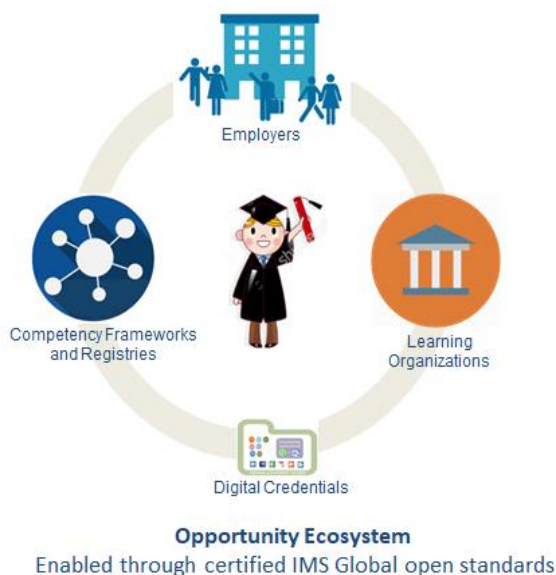 Employers
Competency Frameworks
and Registries
Learning
Organizations
Digital Credentials
Opportunity Ecosystem
Enabled through certified IMS Global open standards